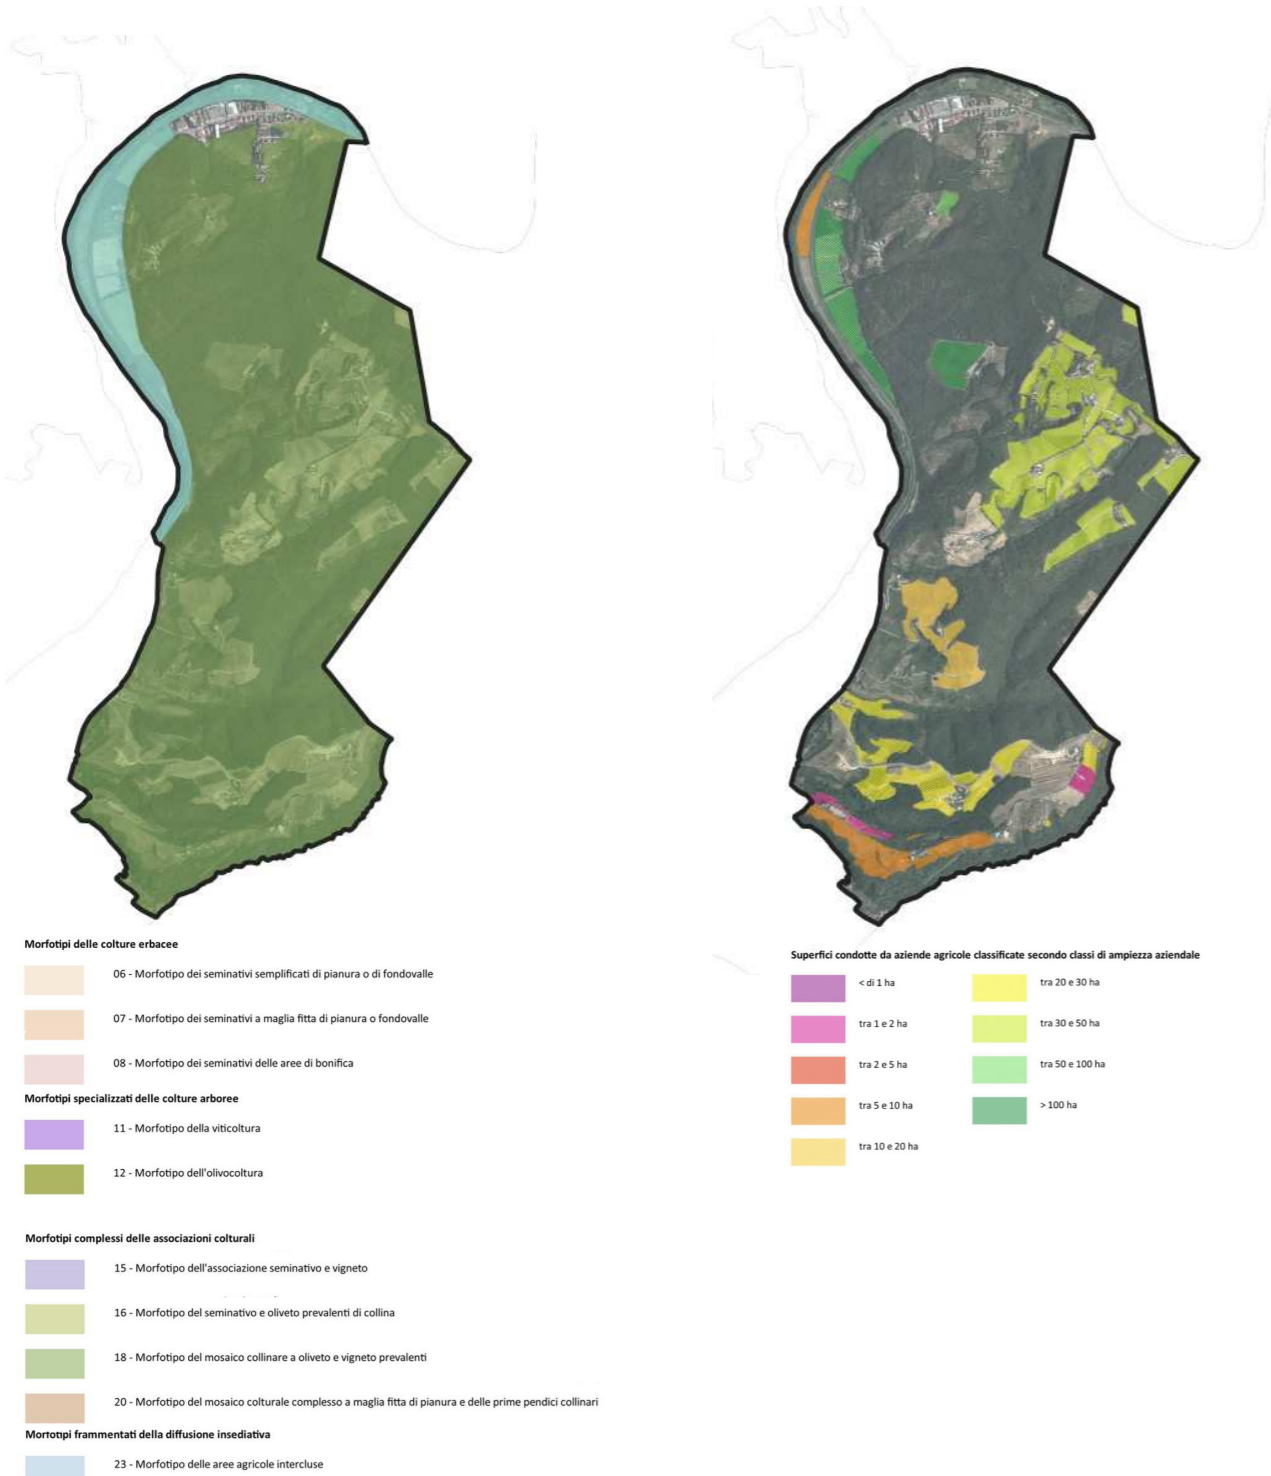 Morfotipi delle colture erbacee
06 - Morfotipo dei seminativi semplificati di pianura o di fondovalle
07 - Morfotipo dei seminativi a maglia fitta di pianura o fondovalle
08 - Morfotipo dei seminativi delle aree di bonifica
Morfotipi specializzati delle colture arboree
11 - Morfotipo della viticoltura
12 - Morfotipo dell'olivocoltura
Morfotipi complessi delle associazioni colturali
15 - Morfotipo dell'associazione seminativo e vigneto
16 - Morfotipo del seminativo e oliveto prevalenti di collina
18 - Morfotipo del mosaico collinare a oliveto e vigneto prevalenti
20 - Morfotipo del mosaico colturale complesso a maglia fitta di pianura e delle prime pendici collinari
Morfotipi frammentati della diffusione insediativa
23 - Morfotipo delle aree agricole intercluse
Superfici condotte da aziende agricole classificate secondo classi di ampiezza aziendale
< di 1 ha
tra 1 e 2 ha
tra 2 e 5 ha
tra 5 e 10 ha
tra 10 e 20 ha
tra 20 e 30 ha
tra 30 e 50 ha
tra 50 e 100 ha
> 100 ha